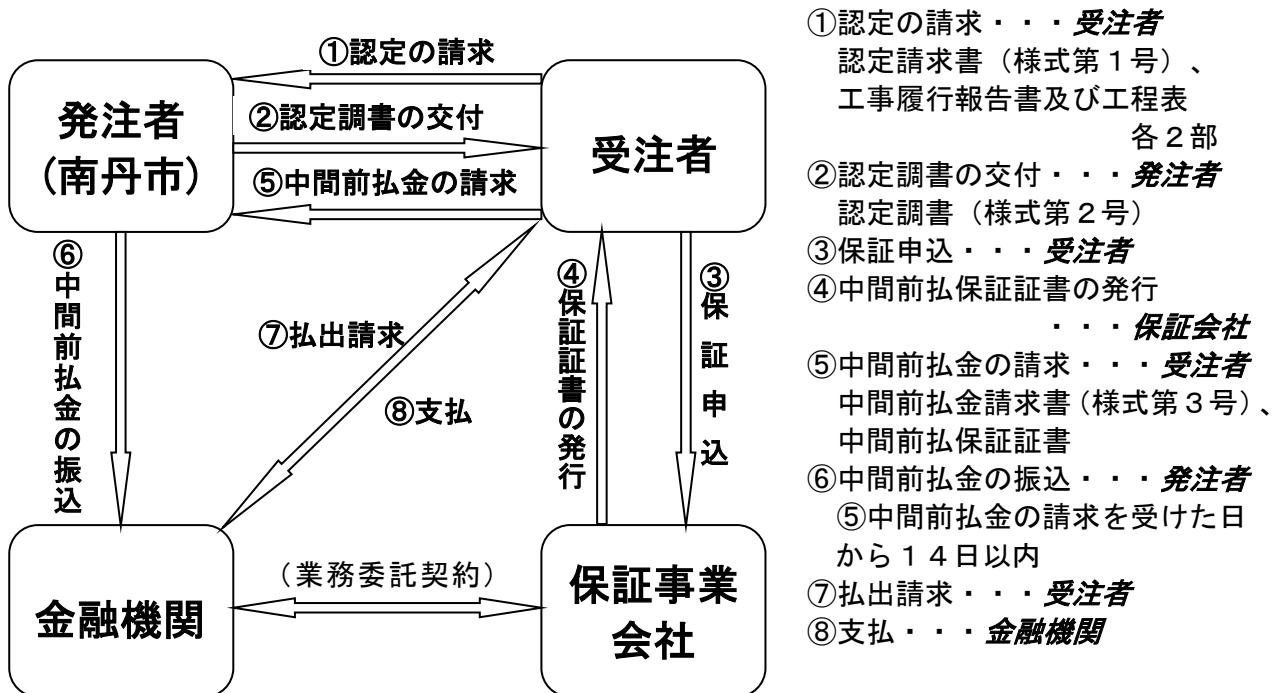 ①認定の請求
発注者
(南丹市)
②認定調書の交付
受注者
⑤中間前払金の請求
⑥中間前払金の振込
⑦払出請求
⑧支払
④保証証書の発行
③保証申込
金融機関
（業務委託契約）
保証事業
会社
①認定の請求・・・受注者
認定請求書（様式第１号）、
工事履行報告書及び工程表
各２部
②認定調書の交付・・・発注者
認定調書（様式第２号）
③保証申込・・・受注者
④中間前払保証証書の発行
・・・保証会社
⑤中間前払金の請求・・・受注者
中間前払金請求書（様式第３号）、
中間前払保証証書
⑥中間前払金の振込・・・発注者
⑤中間前払金の請求を受けた日
から１４日以内
⑦払出請求・・・受注者
⑧支払・・・金融機関